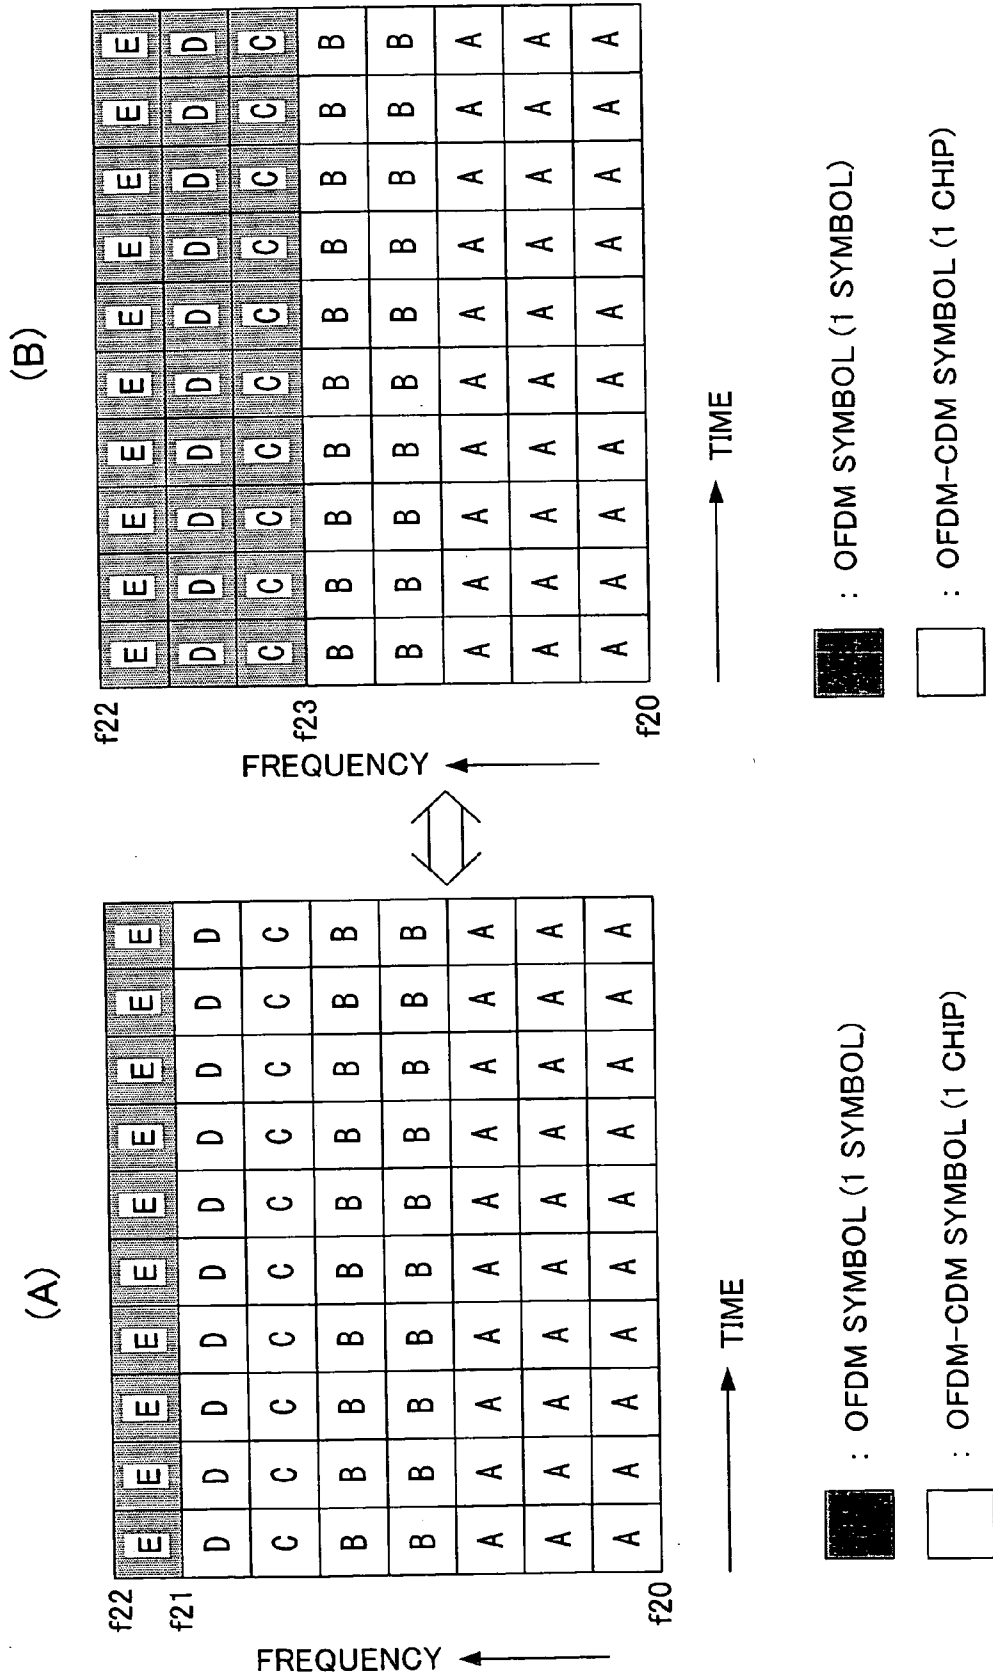 (A)
FREQUENCY
f22
f21
f20
E E E E E E E E E E
D D D D D D D D D D
C C C C C C C C C C
B B B B B B B B B B
B B B B B B B B B B
A A A A A A A A A A
A A A A A A A A A A
A A A A A A A A A A
TIME
: OFDM SYMBOL (1 SYMBOL)
: OFDM-CDM SYMBOL (1 CHIP)
(B)
FREQUENCY
f22
f23
f20
E E E E E E E E E E
D D D D D D D D D D
C C C C C C C C C C
B B B B B B B B B B
B B B B B B B B B B
A A A A A A A A A A
A A A A A A A A A A
A A A A A A A A A A
TIME
: OFDM SYMBOL (1 SYMBOL)
: OFDM-CDM SYMBOL (1 CHIP)